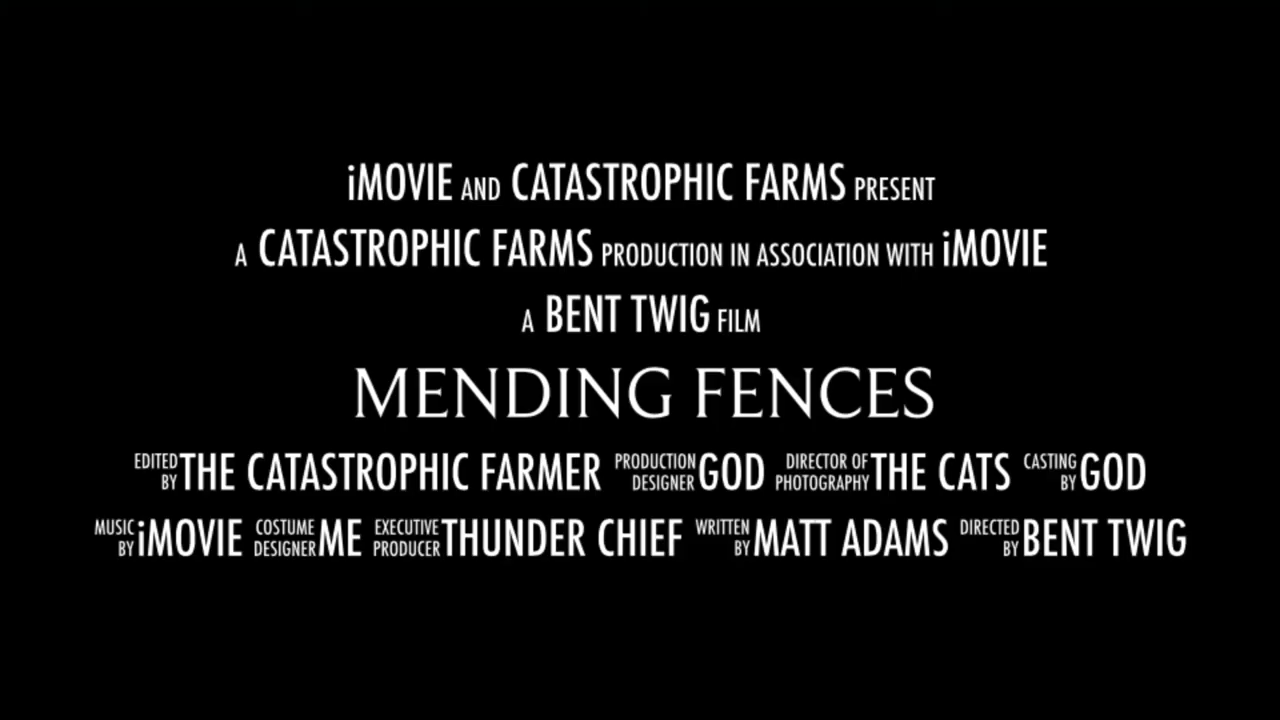 iMOVIE AND CATASTROPHIC FARMS PRESENT
A CATASTROPHIC FARMS PRODUCTION IN ASSOCIATION WITH iMOVIE
A BENT TWIG FILM
MENDING FENCES
EDITED BY THE CATASTROPHIC FARMER PRODUCTION DESIGNER GOD DIRECTOR OF PHOTOGRAPHY THE CATS CASTING BY GOD
MUSIC BY iMOVIE COSTUME DESIGNER ME EXECUTIVE PRODUCER THUNDER CHIEF WRITTEN BY MATT ADAMS DIRECTED BY BENT TWIG